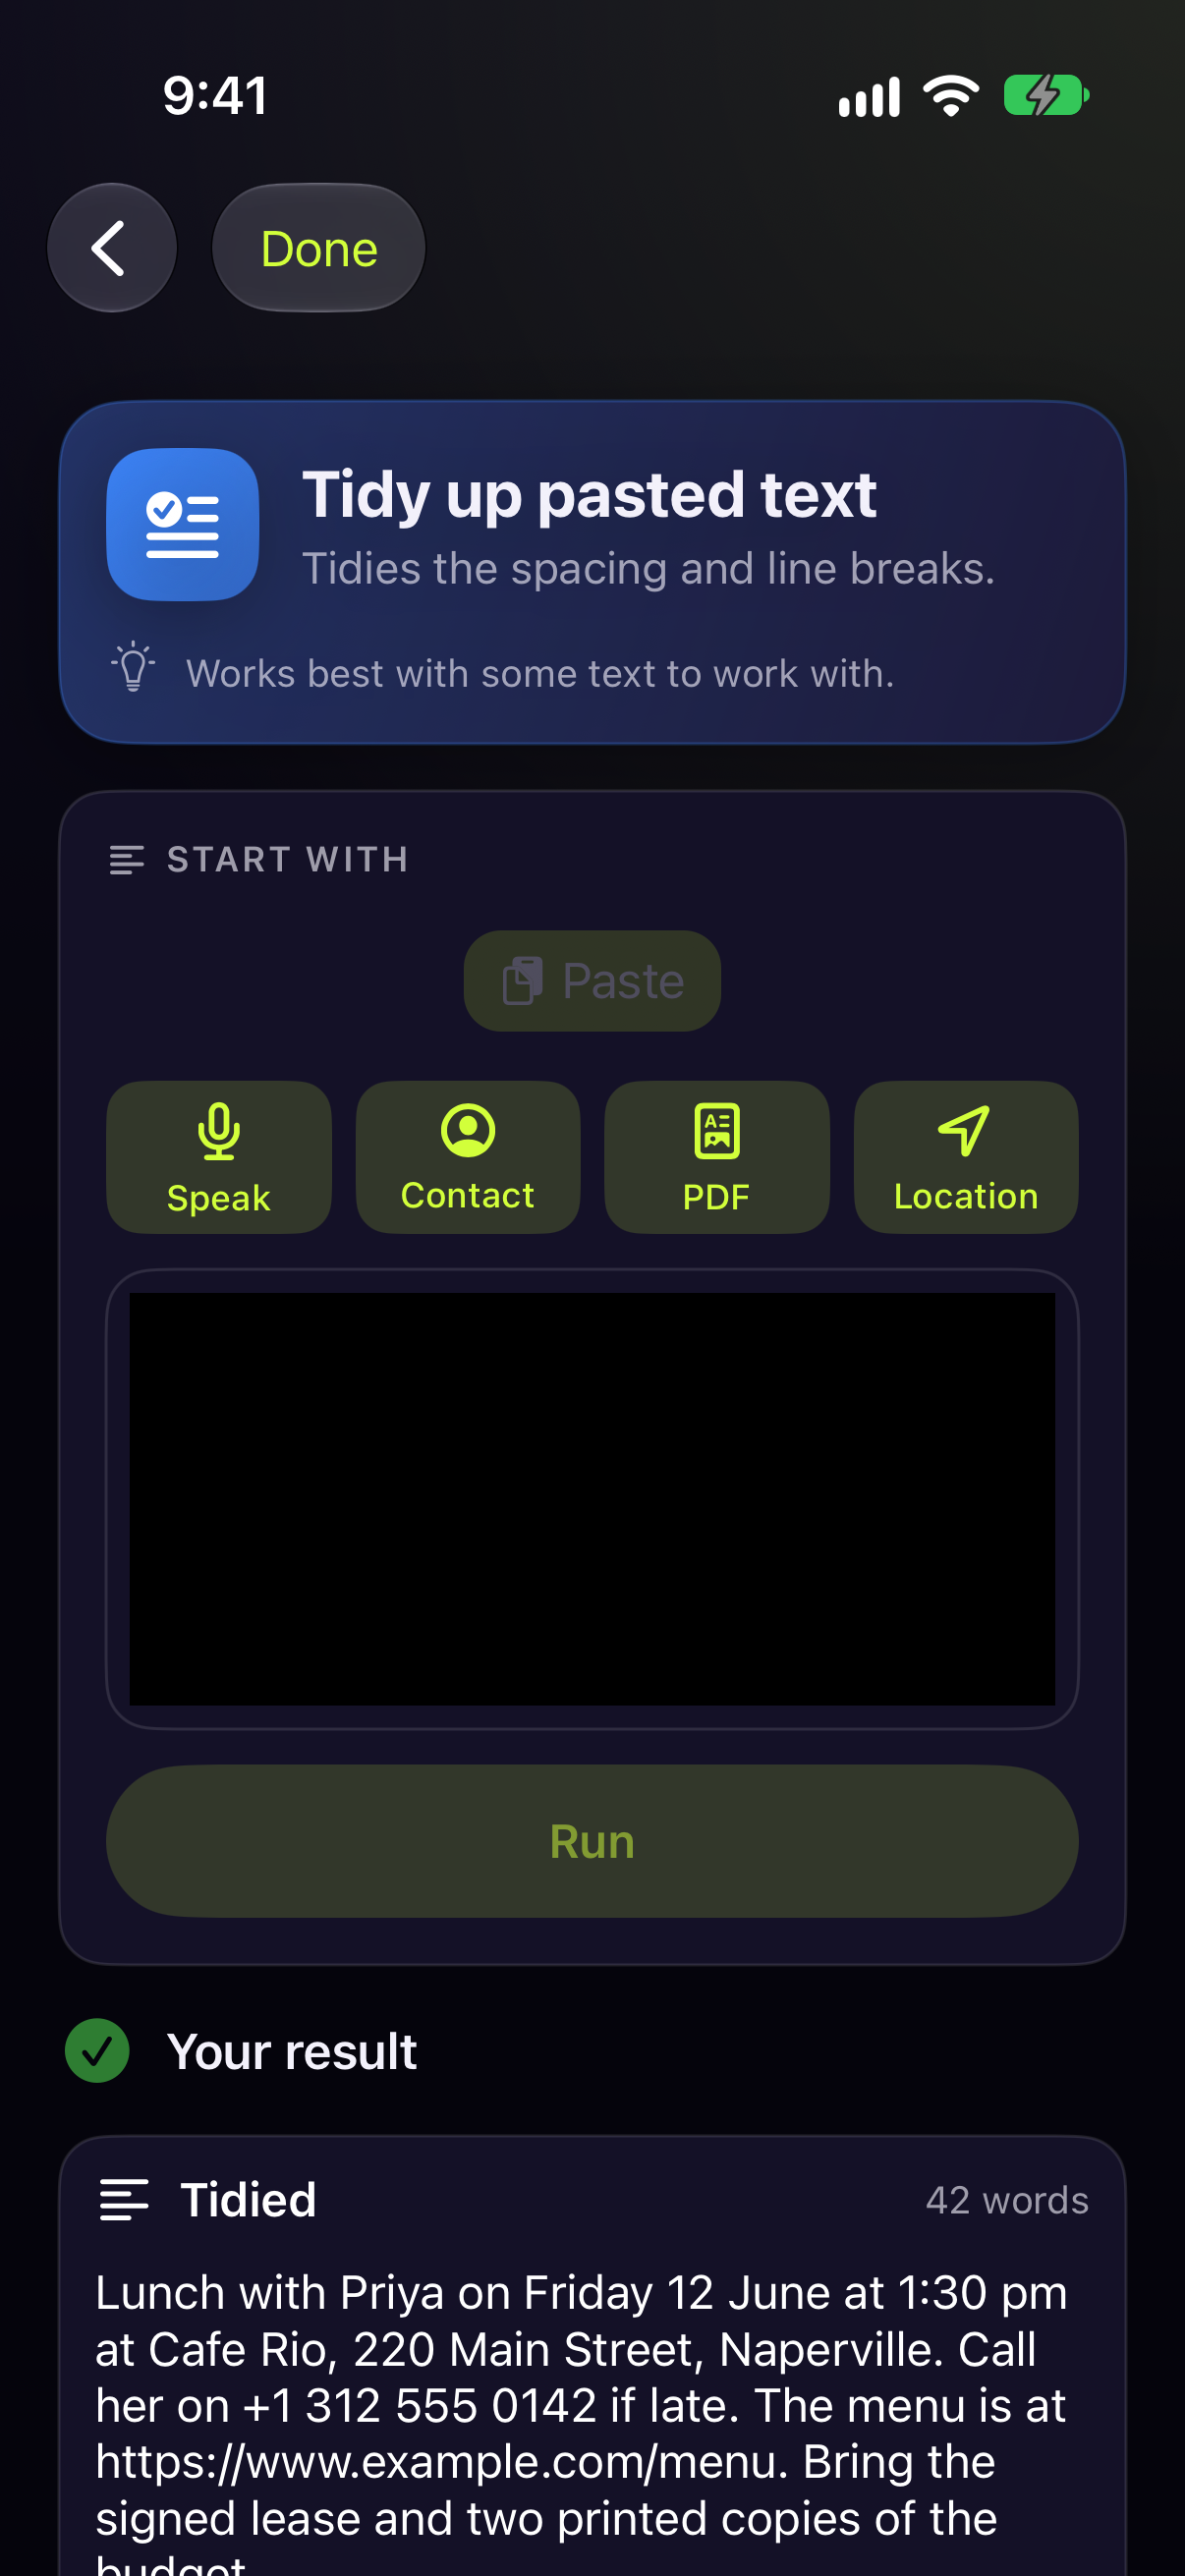 9:41
Done
Tidy up pasted text
Tidies the spacing and line breaks.
Works best with some text to work with.
START WITH
Paste
Speak
Contact
PDF
Location
Run
Your result
Tidied
42 words
Lunch with Priya on Friday 12 June at 1:30 pm
at Cafe Rio, 220 Main Street, Naperville. Call
her on +1 312 555 0142 if late. The menu is at
https://www.example.com/menu. Bring the
signed lease and two printed copies of the
budget